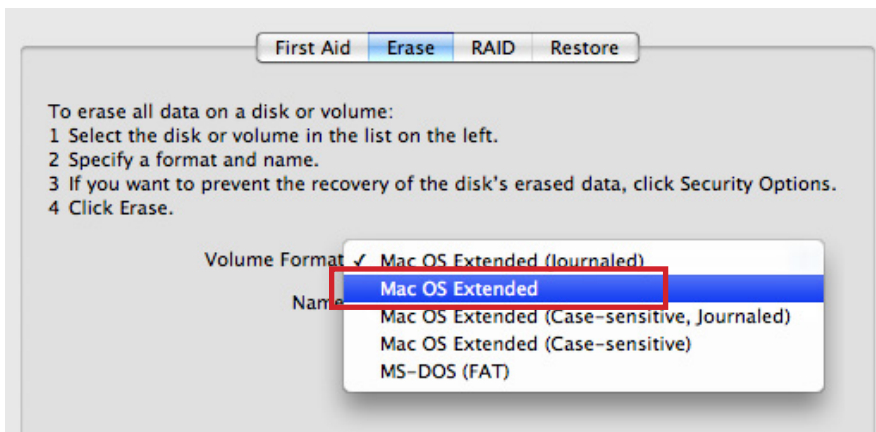 First Aid Erase RAID Restore
To erase all data on a disk or volume:
1 Select the disk or volume in the list on the left.
2 Specify a format and name.
3 If you want to prevent the recovery of the disk's erased data, click Security Options.
4 Click Erase.
Volume Format ✓ Mac OS Extended (Journaled)
Name Mac OS Extended
Mac OS Extended (Case-sensitive, Journaled)
Mac OS Extended (Case-sensitive)
MS-DOS (FAT)